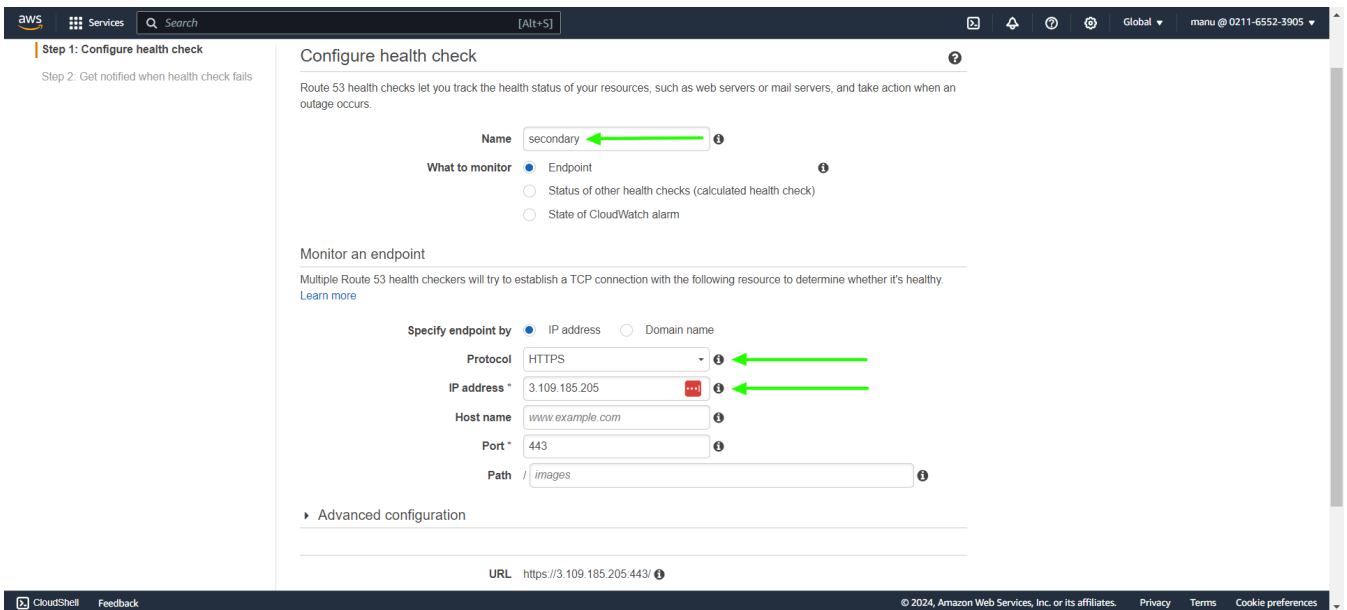 aws Services Search [Alt+S] Global manu @ 0211-6552-3905
Step 1: Configure health check
Step 2: Get notified when health check fails
Configure health check
Route 53 health checks let you track the health status of your resources, such as web servers or mail servers, and take action when an
outage occurs.
Name secondary
What to monitor Endpoint
Status of other health checks (calculated health check)
State of CloudWatch alarm
Monitor an endpoint
Multiple Route 53 health checkers will try to establish a TCP connection with the following resource to determine whether it's healthy.
Learn more
Specify endpoint by IP address Domain name
Protocol HTTPS
IP address * 3.109.185.205
Host name www.example.com
Port * 443
Path / images
Advanced configuration
URL https://3.109.185.205:443/
CloudShell Feedback © 2024, Amazon Web Services, Inc. or its affiliates. Privacy Terms Cookie preferences